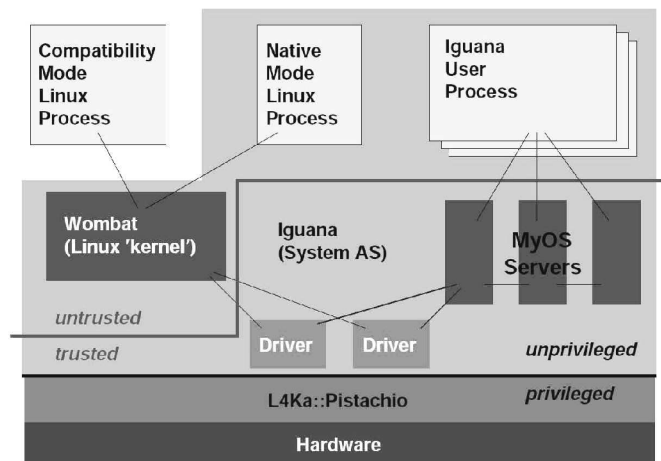 Compatibility
Mode
Linux
Process
Native
Mode
Linux
Process
Iguana
User
Process
Wombat
(Linux 'kernel')
Iguana
(System AS)
MyOS
Servers
untrusted
trusted
Driver
Driver
unprivileged
privileged
L4Ka::Pistachio
Hardware